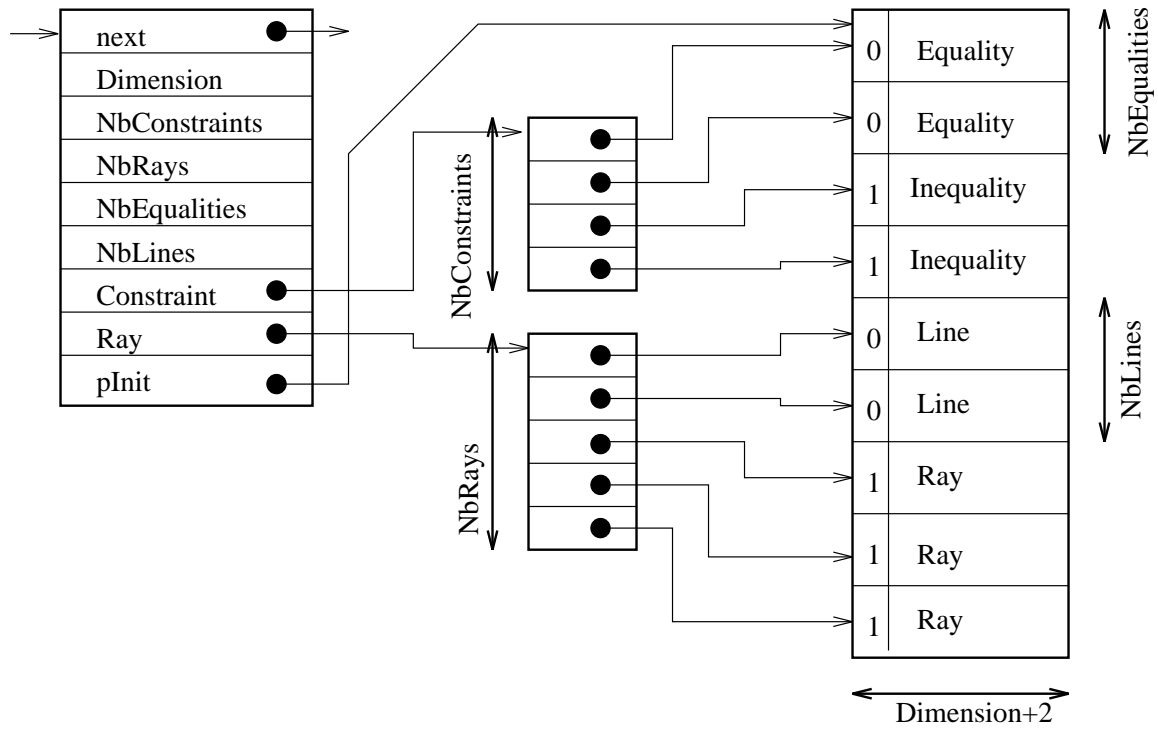 next
Dimension
NbConstraints
NbRays
NbEqualities
NbLines
Constraint
Ray
pInit
NbConstraints
NbRays
0 Equality
0 Equality
1 Inequality
1 Inequality
0 Line
0 Line
1 Ray
1 Ray
1 Ray
NbEqualities
NbLines
Dimension+2